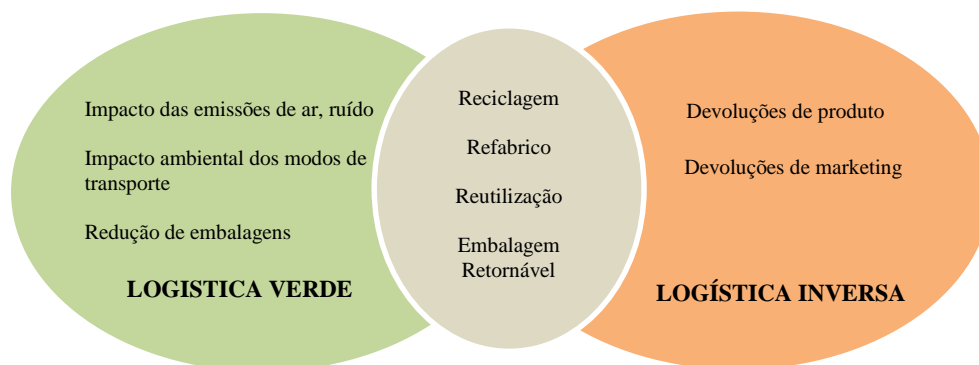 Impacto das emissões de ar, ruído
Impacto ambiental dos modos de
transporte
Redução de embalagens
LOGISTICA VERDE
Reciclagem
Refabrico
Reutilização
Embalagem
Retornável
Devoluções de produto
Devoluções de marketing
LOGÍSTICA INVERSA